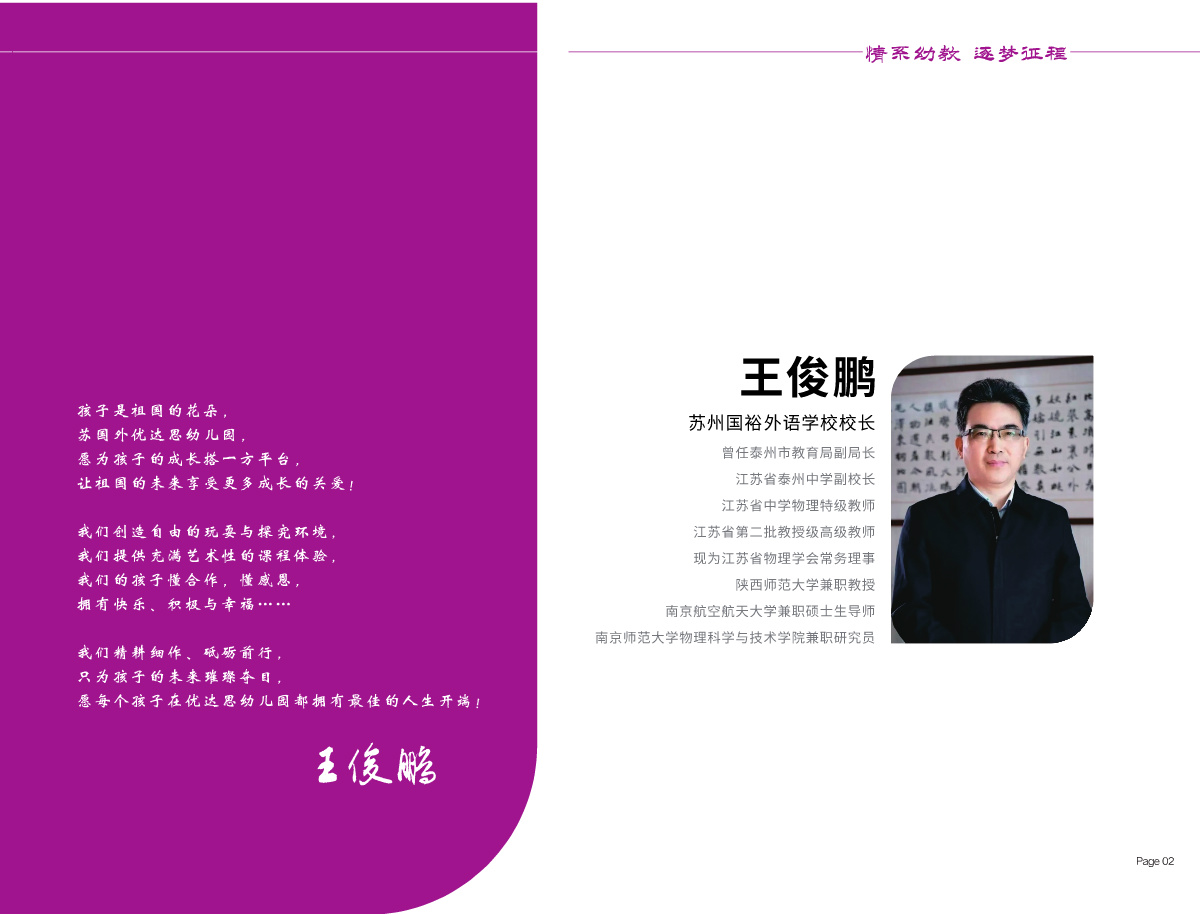 孩子是祖国的花朵，
苏国外优达思幼儿园，
愿为孩子的成长搭一方平台，
让祖国的未来享受更多成长的关爱！
我们创造自由的玩耍与探究环境，
我们提供充满艺术性的课程体验，
我们的孩子懂合作，懂感恩，
拥有快乐、积极与幸福……
我们精耕细作、砥砺前行，
只为孩子的未来璀璨夺目，
愿每个孩子在优达思幼儿园都拥有最佳的人生开端！
王俊鹏
情系幼教 逐梦征程
王俊鹏
苏州国裕外语学校校长
曾任泰州市教育局副局长
江苏省泰州中学副校长
江苏省中学物理特级教师
江苏省第二批教授级高级教师
现为江苏省物理学会常务理事
陕西师范大学兼职教授
南京航空航天大学兼职硕士生导师
南京师范大学物理科学与技术学院兼职研究员
Page 02